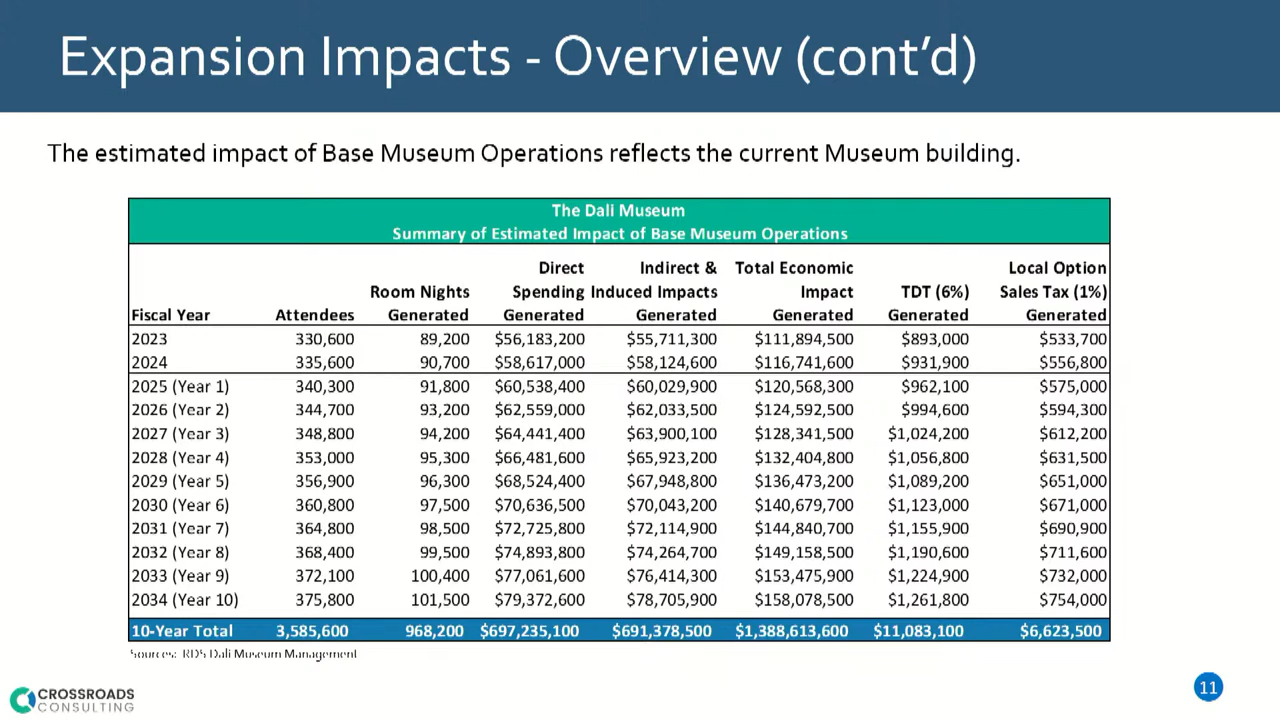 Expansion Impacts - Overview (cont’d)
The estimated impact of Base Museum Operations reflects the current Museum building.
The Dali Museum
Summary of Estimated Impact of Base Museum Operations
Direct Indirect & Total Economic Local Option
Room Nights Spending Induced Impacts Impact TDT (6%) Sales Tax (1%)
Fiscal Year Attendees Generated Generated Generated Generated Generated Generated
2023 330,600 89,200 $56,183,200 $55,711,300 $111,894,500 $893,000 $533,700
2024 335,600 90,700 $58,617,000 $58,124,600 $116,741,600 $931,900 $556,800
2025 (Year 1) 340,300 91,800 $60,538,400 $60,029,900 $120,568,300 $962,100 $575,000
2026 (Year 2) 344,700 93,200 $62,559,000 $62,033,500 $124,592,500 $994,600 $594,300
2027 (Year 3) 348,800 94,200 $64,441,400 $63,900,100 $128,341,500 $1,024,200 $612,200
2028 (Year 4) 353,000 95,300 $66,481,600 $65,923,200 $132,404,800 $1,056,800 $631,500
2029 (Year 5) 356,900 96,300 $68,524,400 $67,948,800 $136,473,200 $1,089,200 $651,000
2030 (Year 6) 360,800 97,500 $70,636,500 $70,043,200 $140,679,700 $1,123,000 $671,000
2031 (Year 7) 364,800 98,500 $72,725,800 $72,114,900 $144,840,700 $1,155,900 $690,900
2032 (Year 8) 368,400 99,500 $74,893,800 $74,264,700 $149,158,500 $1,190,600 $711,600
2033 (Year 9) 372,100 100,400 $77,061,600 $76,414,300 $153,475,900 $1,224,900 $732,000
2034 (Year 10) 375,800 101,500 $79,372,600 $78,705,900 $158,078,500 $1,261,800 $754,000
10-Year Total 3,585,600 968,200 $697,235,100 $691,378,500 $1,388,613,600 $11,083,100 $6,623,500
Sources: RDS Dali Museum Management
CROSSROADS
CONSULTING
11